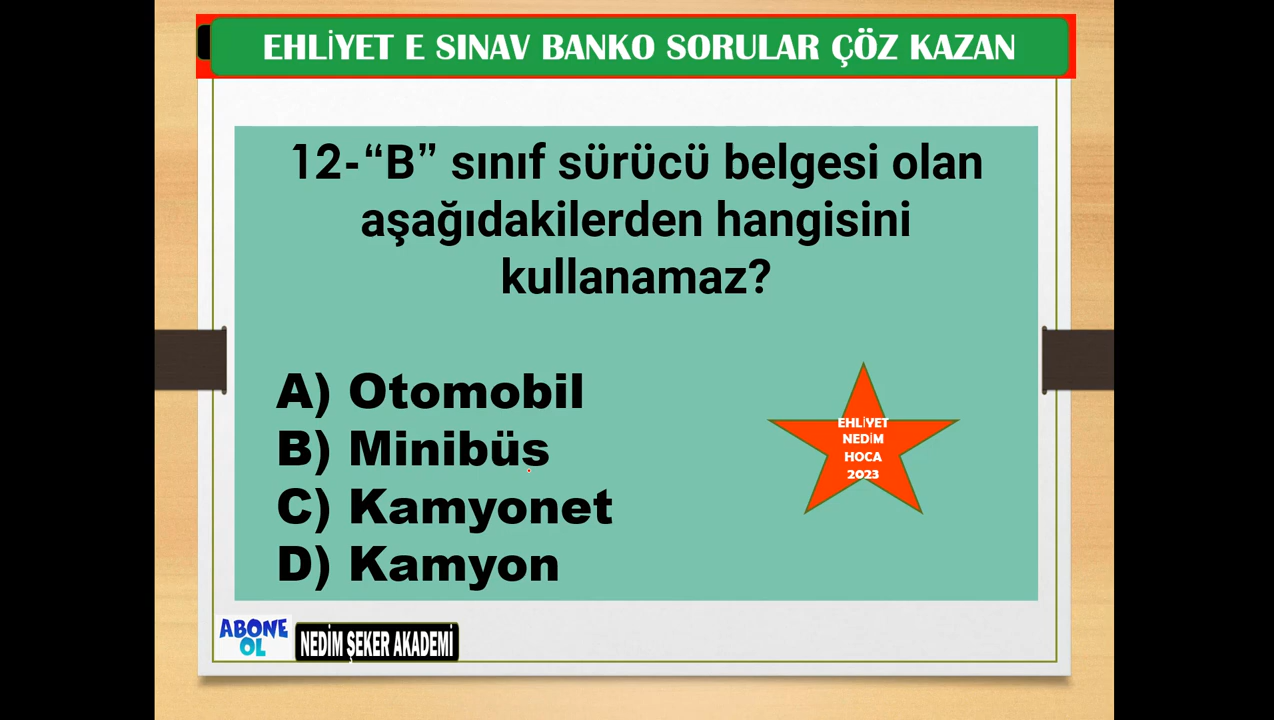 EHLİYET E SINAV BANKO SORULAR ÇÖZ KAZAN
12-“B” sınıf sürücü belgesi olan
aşağıdakilerden hangisini
kullanamaz?
A) Otomobil
B) Minibüs
C) Kamyonet
D) Kamyon
EHLİYET
NEDİM
HOCA
2023
ABONE
OL
NEDİM ŞEKER AKADEMİ